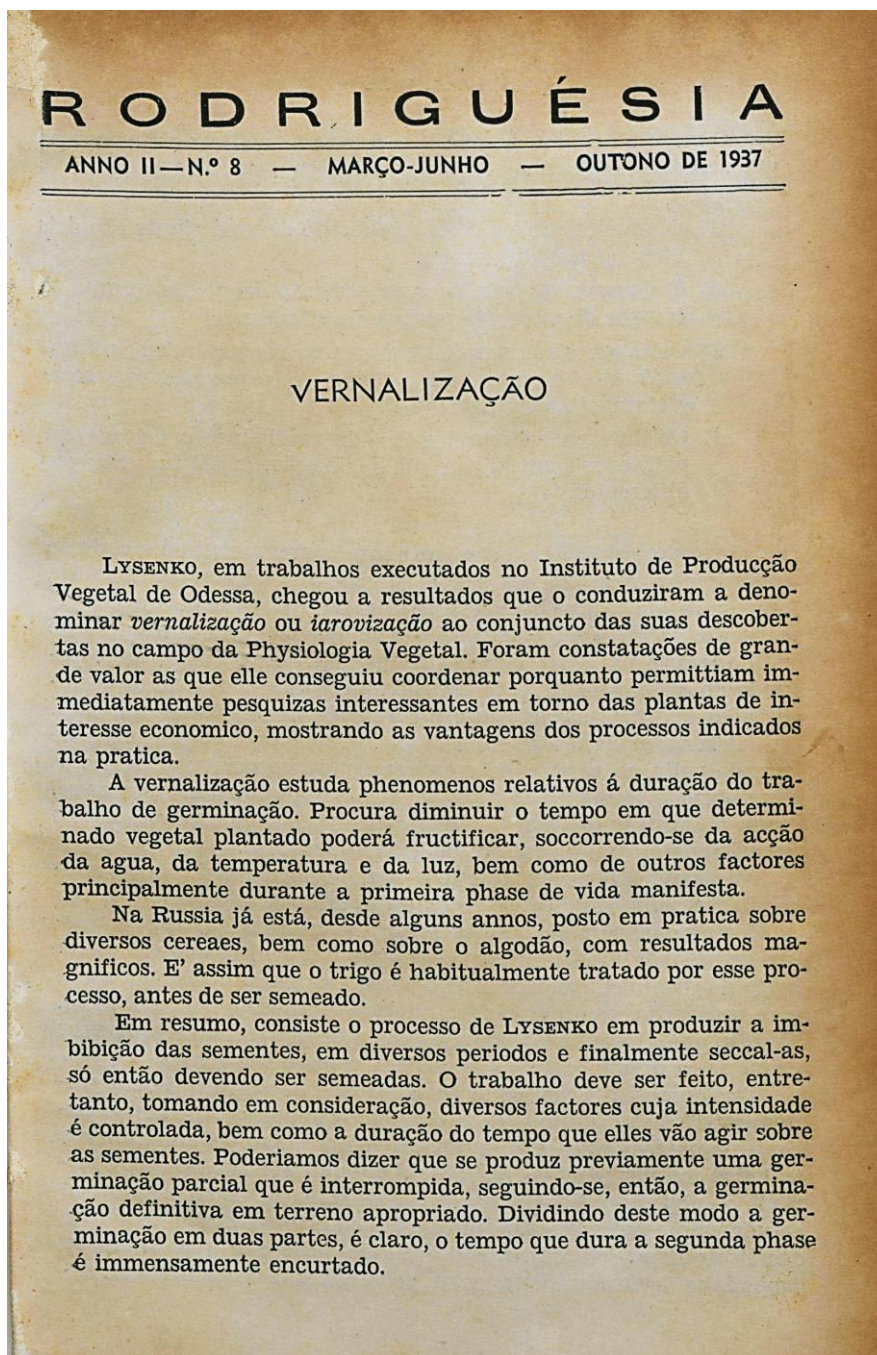 RODRIGUÉSIA
ANNO II — N.º 8 — MARÇO-JUNHO — OUTONO DE 1937
VERNALIZAÇÃO
LYSENKO, em trabalhos executados no Instituto de Producção
Vegetal de Odessa, chegou a resultados que o conduziram a deno-
minar vernalização ou iarovização ao conjuncto das suas descober-
tas no campo da Physiologia Vegetal. Foram constatações de gran-
de valor as que elle conseguiu coordenar porquanto permittiam im-
mediatamente pesquizas interessantes em torno das plantas de in-
teresse economico, mostrando as vantagens dos processos indicados
na pratica.
A vernalização estuda phenomenos relativos á duração do tra-
balho de germinação. Procura diminuir o tempo em que determi-
nado vegetal plantado poderá fructificar, soccorrendo-se da acção
da agua, da temperatura e da luz, bem como de outros factores
principalmente durante a primeira phase de vida manifesta.
Na Russia já está, desde alguns annos, posto em pratica sobre
diversos cereaes, bem como sobre o algodão, com resultados ma-
gnificos. E' assim que o trigo é habitualmente tratado por esse pro-
cesso, antes de ser semeado.
Em resumo, consiste o processo de LYSENKO em produzir a im-
bibição das sementes, em diversos periodos e finalmente seccal-as,
só então devendo ser semeadas. O trabalho deve ser feito, entre-
tanto, tomando em consideração, diversos factores cuja intensidade
é controlada, bem como a duração do tempo que elles vão agir sobre
as sementes. Poderiamos dizer que se produz previamente uma ger-
minação parcial que é interrompida, seguindo-se, então, a germina-
ção definitiva em terreno apropriado. Dividindo deste modo a ger-
minação em duas partes, é claro, o tempo que dura a segunda phase
é immensamente encurtado.